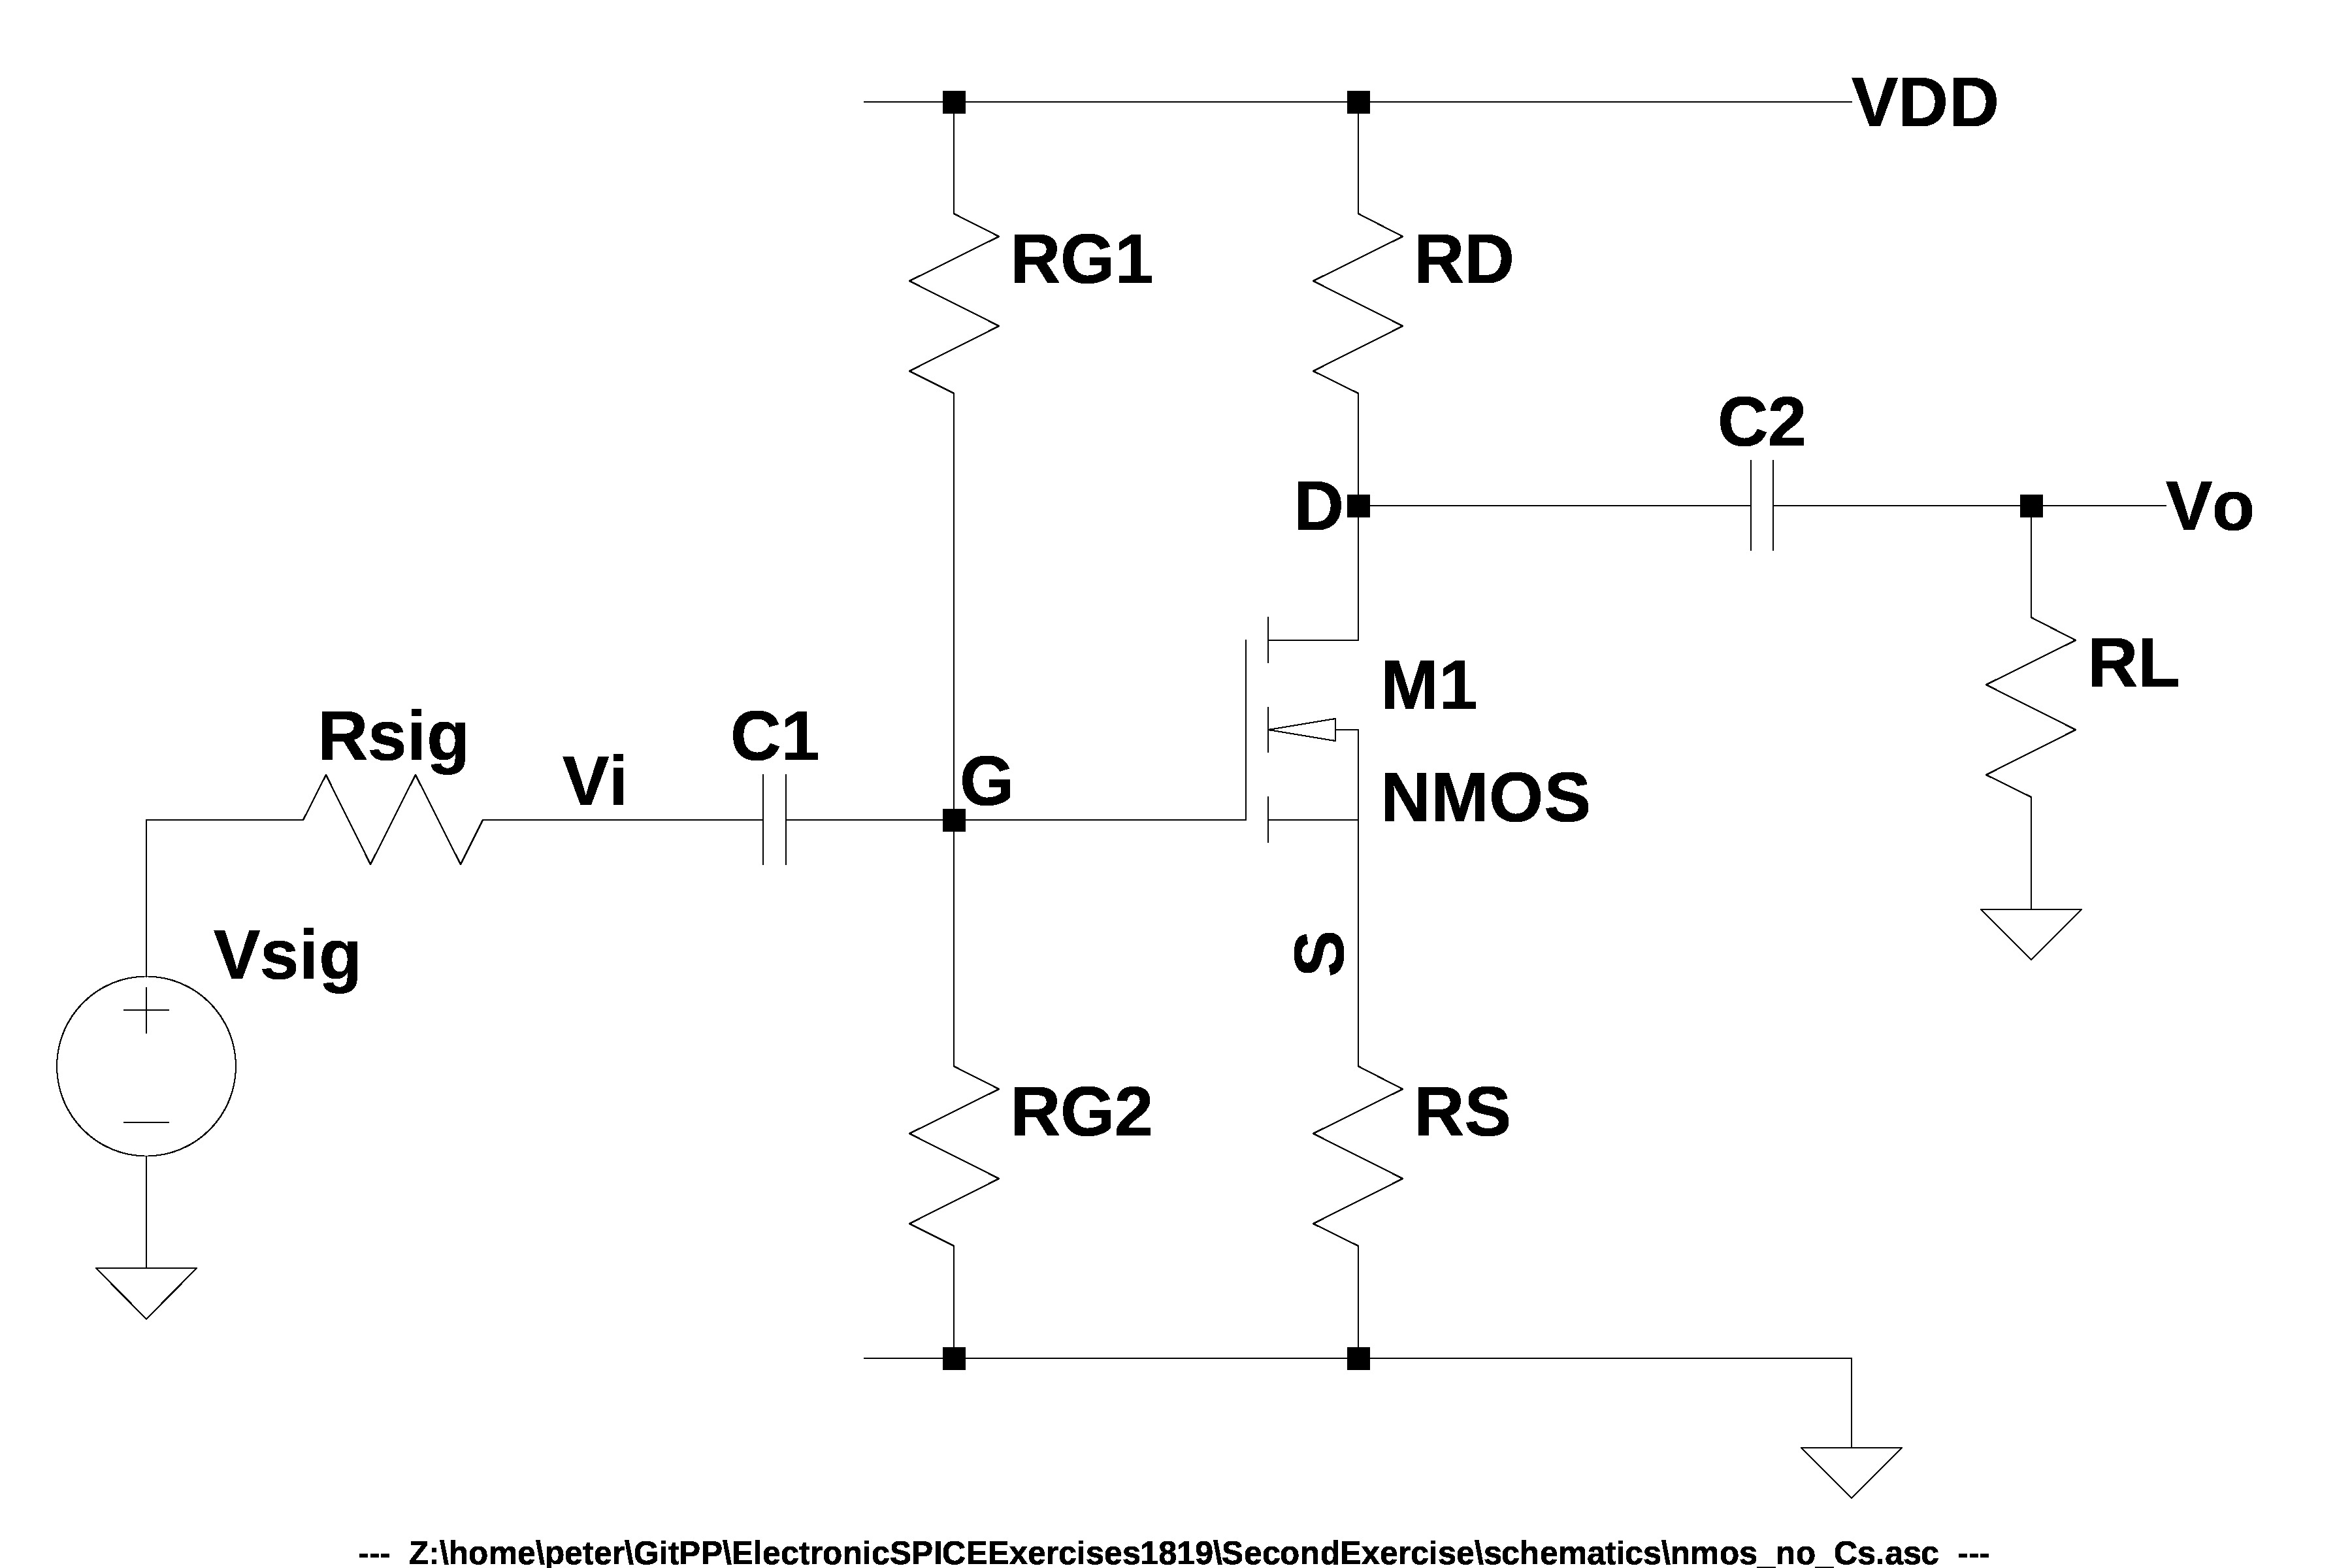 VDD
RG1
RD
C2
D
Vo
M1
RL
Rsig
C1
Vi
G
NMOS
Vsig
S
RG2
RS
--- Z:\home\peter\GitPP\ElectronicSPICEExercises1819\SecondExercise\schematics\nmos_no_Cs.asc ---